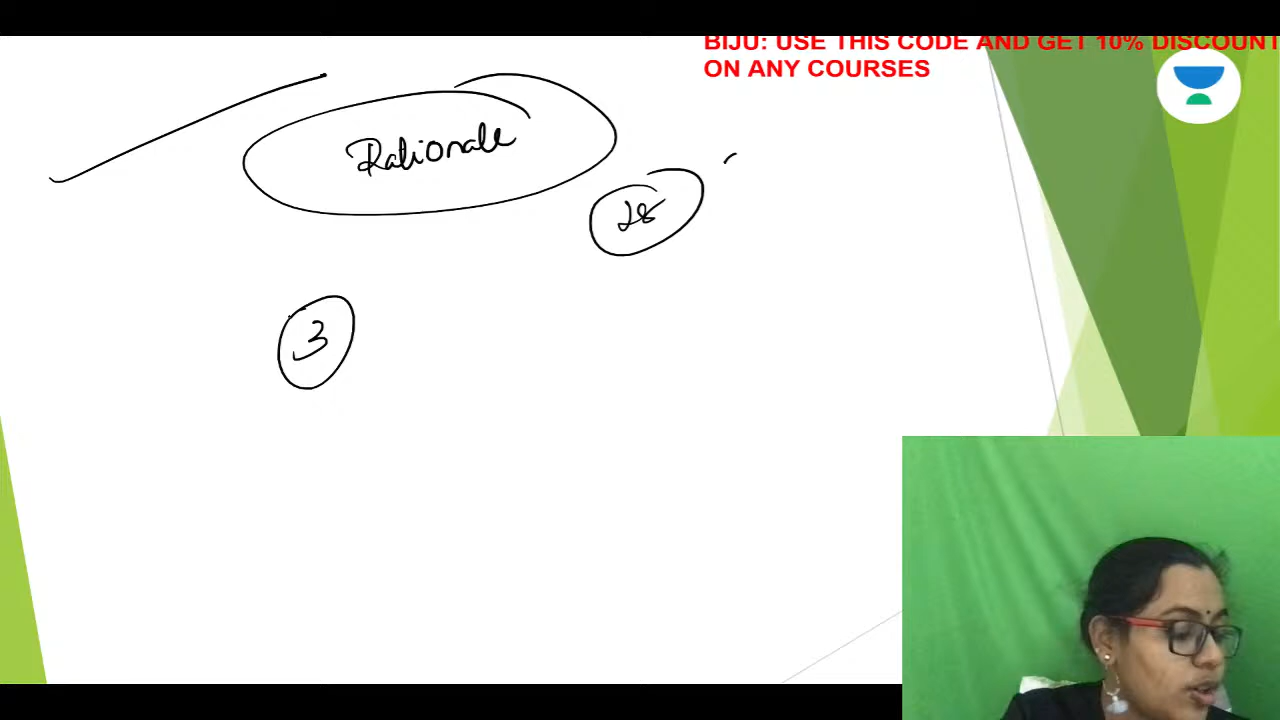 BIJU: USE THIS CODE AND GET 10% DISCOUNT
ON ANY COURSES
Rationale
28
3